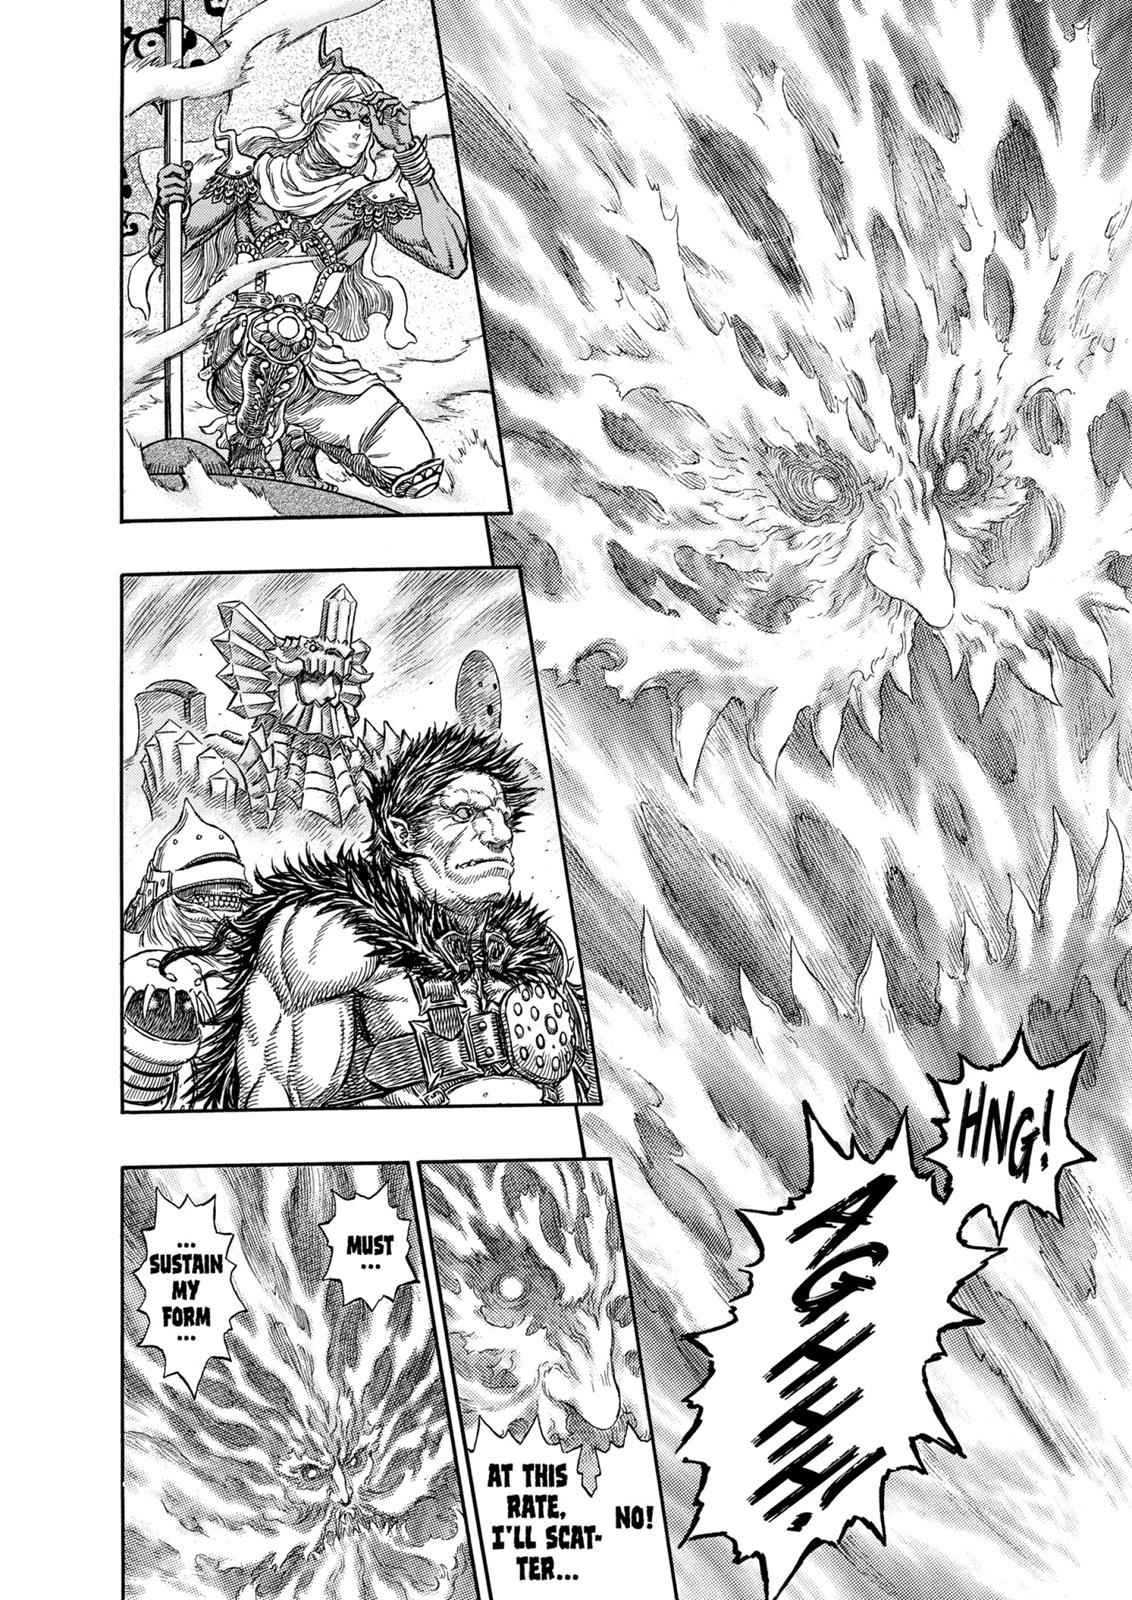 HNG!
AGHHHH!
NO!
AT THIS
RATE,
I'LL SCAT-
TER...
MUST
...
...
SUSTAIN
MY
FORM
...